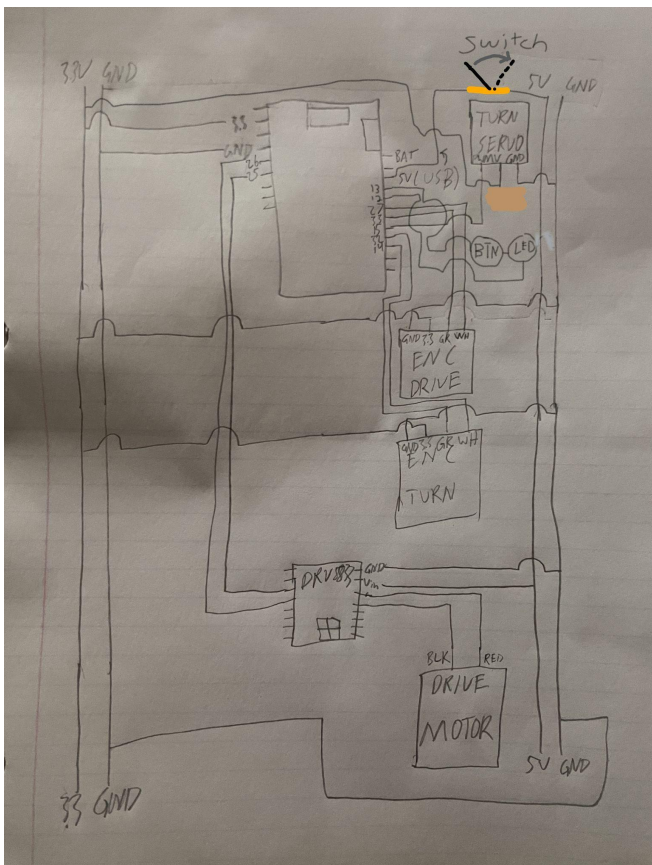 Switch
3.3V GND
5V GND
TURN
SERVO
GND
3.3
GND
26
25
BAT
5V (USB)
13
12
BTN LED
GND 3.3 GR WH
ENC
DRIVE
GND 3.3 GR WH
ENC
TURN
GND
Vin
BLK RED
DRIVE
MOTOR
5V GND
3.3 GND